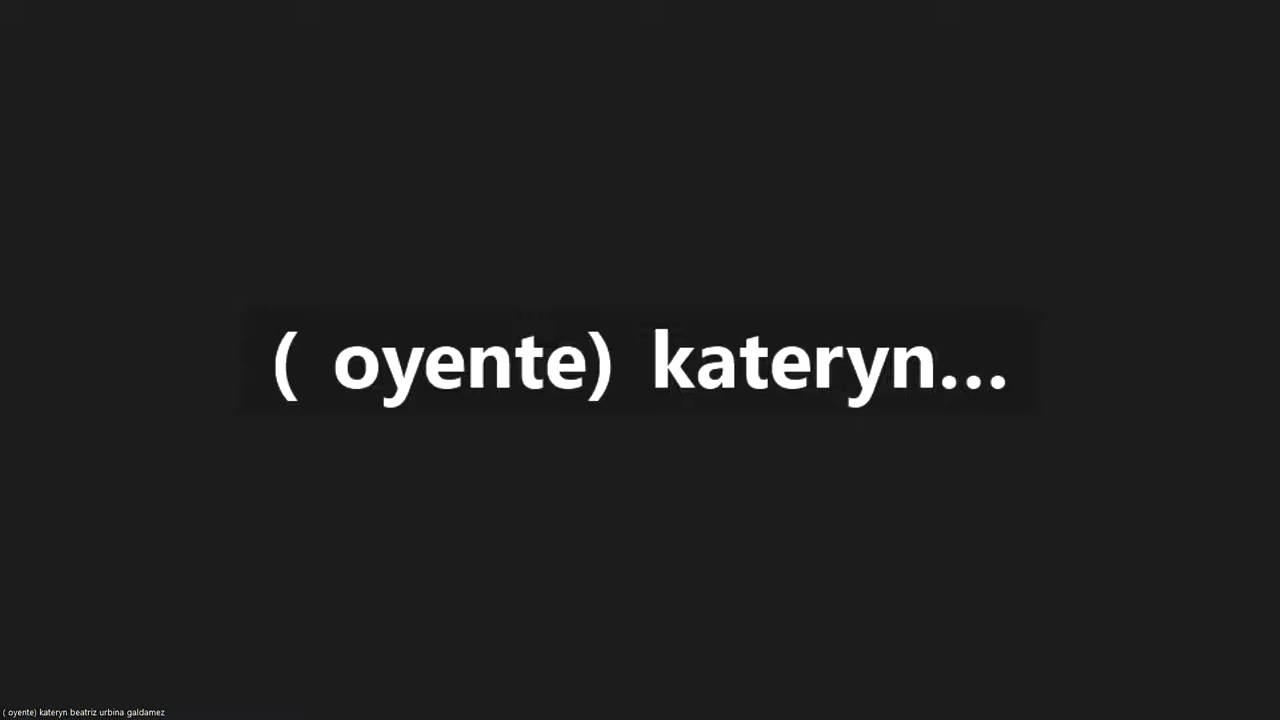 ( oyente) kateryn...
( oyente) kateryn beatriz urbina galdamez